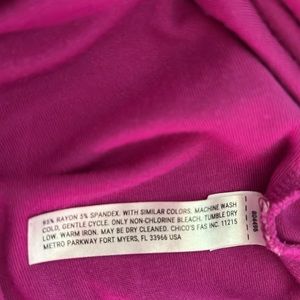 95% RAYON 5% SPANDEX. WITH SIMILAR COLORS. MACHINE WASH
COLD, GENTLE CYCLE. ONLY NON-CHLORINE BLEACH. TUMBLE DRY
LOW. WARM IRON. MAY BE DRY CLEANED. CHICO'S FAS INC. 11215
METRO PARKWAY FORT MYERS, FL 33966 USA